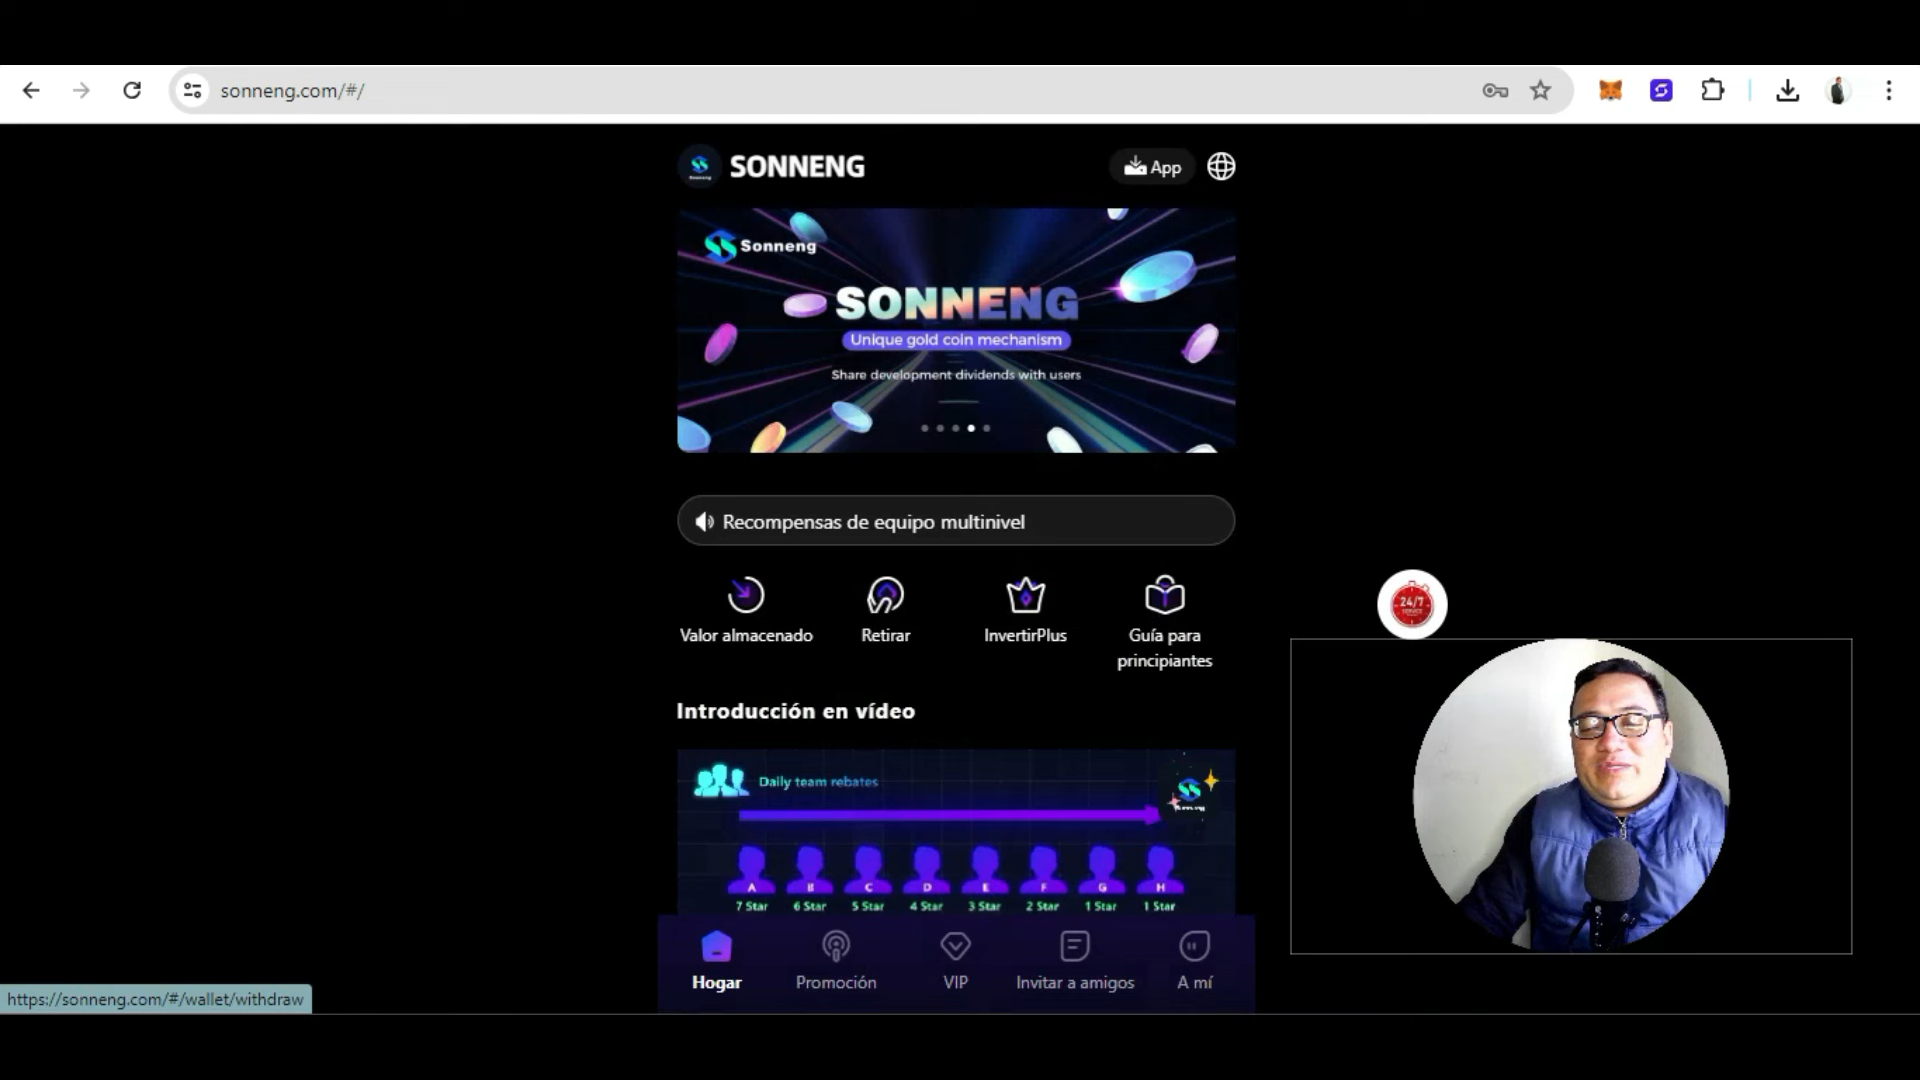 sonneng.com/#/
SONNENG
App
Sonneng
SONNENG
Unique gold coin mechanism
Share development dividends with users
Recompensas de equipo multinivel
Valor almacenado
Retirar
InvertirPlus
Guía para
principiantes
24/7
SERVICE
Introducción en vídeo
Daily team rebates
A B C D E F G H
7 Star 6 Star 5 Star 4 Star 3 Star 2 Star 1 Star 1 Star
Hogar
Promoción
VIP
Invitar a amigos
A mí
https://sonneng.com/#/wallet/withdraw